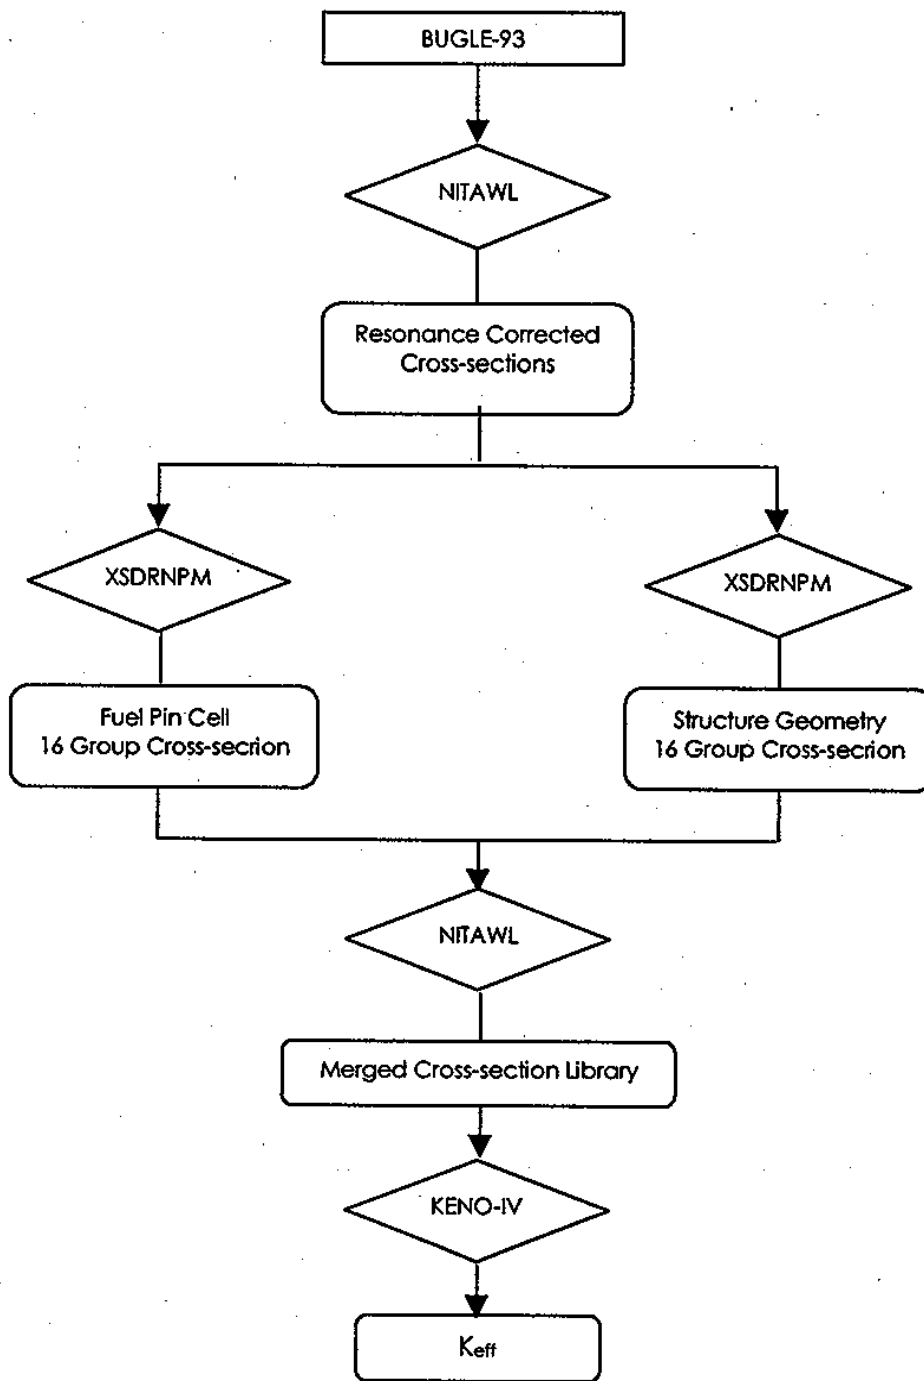 BUGLE-93
NITAWL
Resonance Corrected
Cross-sections
XSDRNPM
XSDRNPM
Fuel Pin Cell
16 Group Cross-secrion
Structure Geometry
16 Group Cross-secrion
NITAWL
Merged Cross-section Library
KENO-IV
Keff